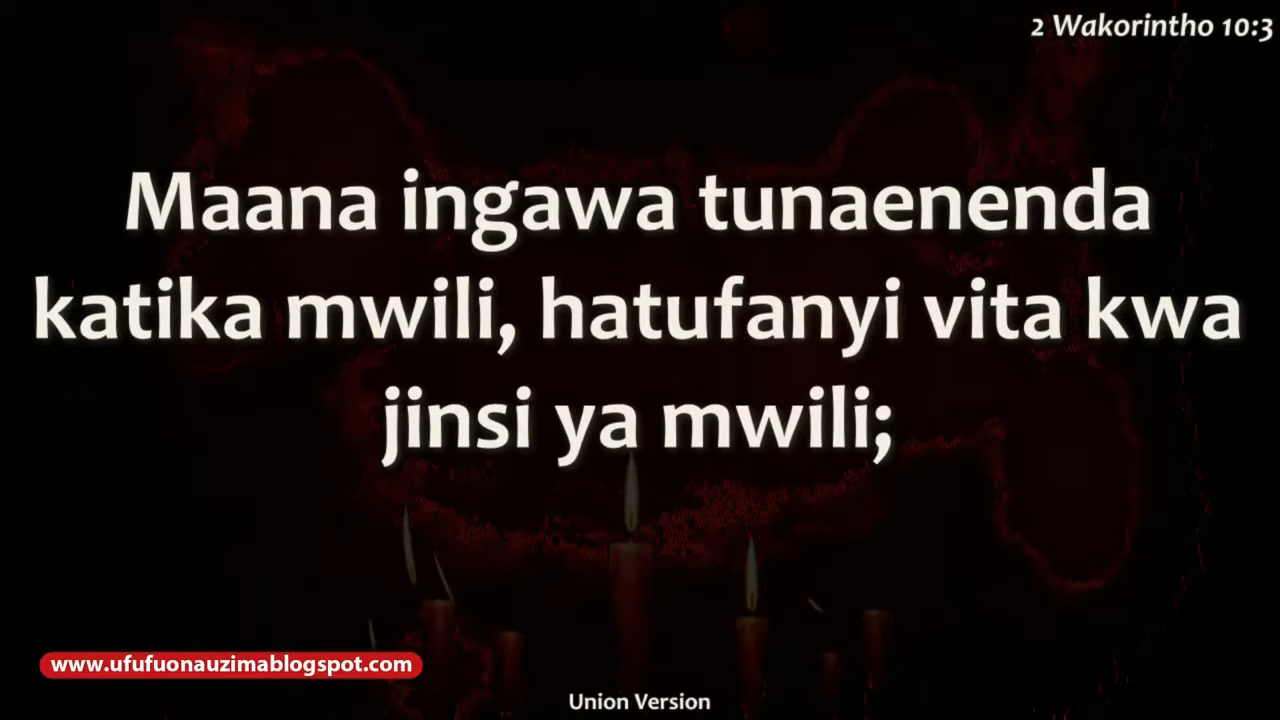 2 Wakorintho 10:3
Maana ingawa tunaenenda
katika mwili, hatufanyi vita kwa
jinsi ya mwili;
www.ufufuonauzimablogspot.com
Union Version